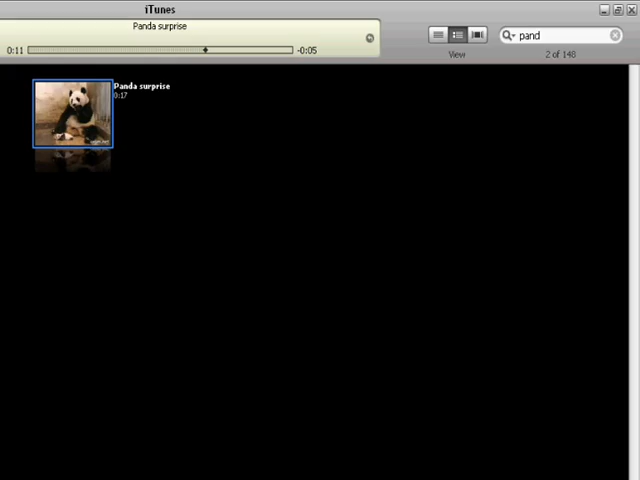 iTunes
Panda surprise
0:11
-0:05
pand
View
2 of 148
Panda surprise
0:17